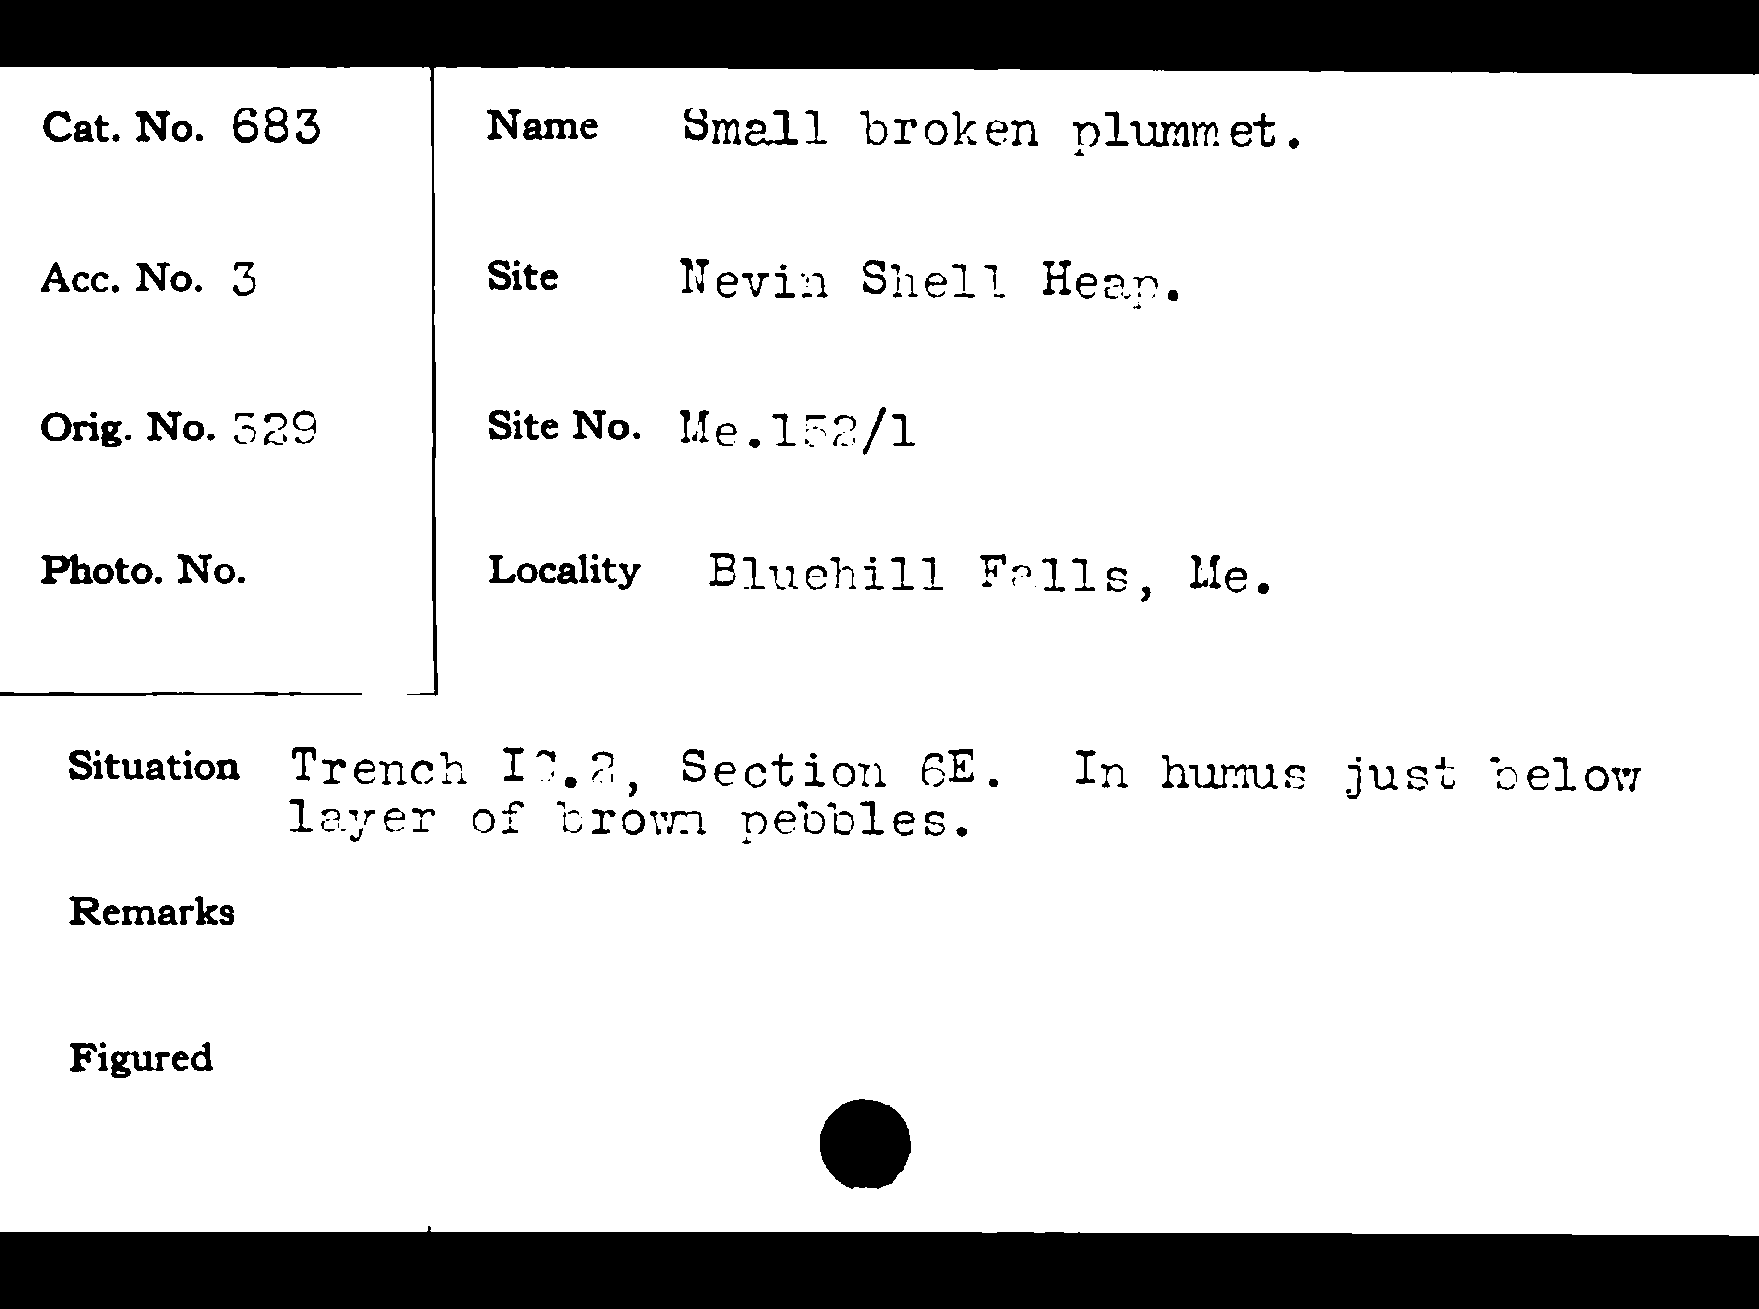 Cat. No. 683
Name Small broken plummet.
Acc. No. 3
Site Nevin Shell Heap.
Orig. No. 329
Site No. Me.152/1
Photo. No.
Locality Bluehill Falls, Me.
Situation Trench Section 6E. In humus just below
layer of brown pebbles.
Remarks
Figured